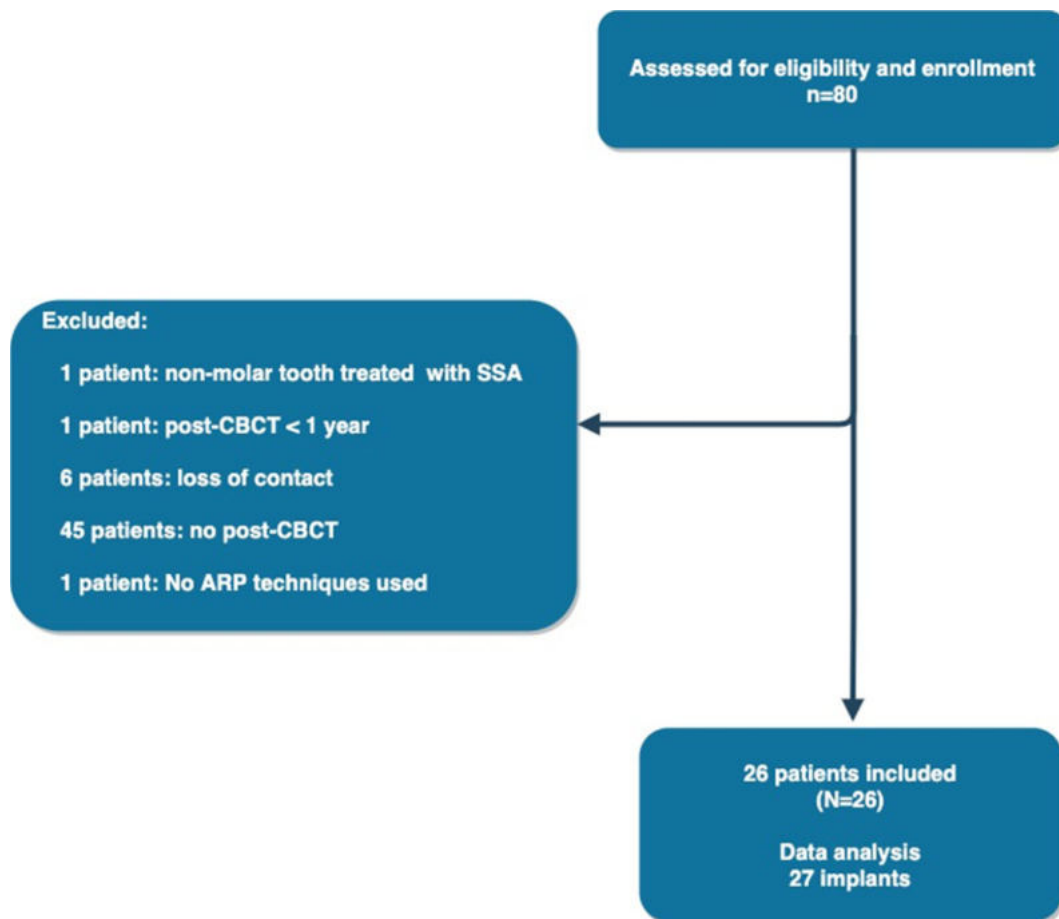 Assessed for eligibility and enrollment
n=80
Excluded:
1 patient: non-molar tooth treated with SSA
1 patient: post-CBCT < 1 year
6 patients: loss of contact
45 patients: no post-CBCT
1 patient: No ARP techniques used
26 patients included
(N=26)
Data analysis
27 implants